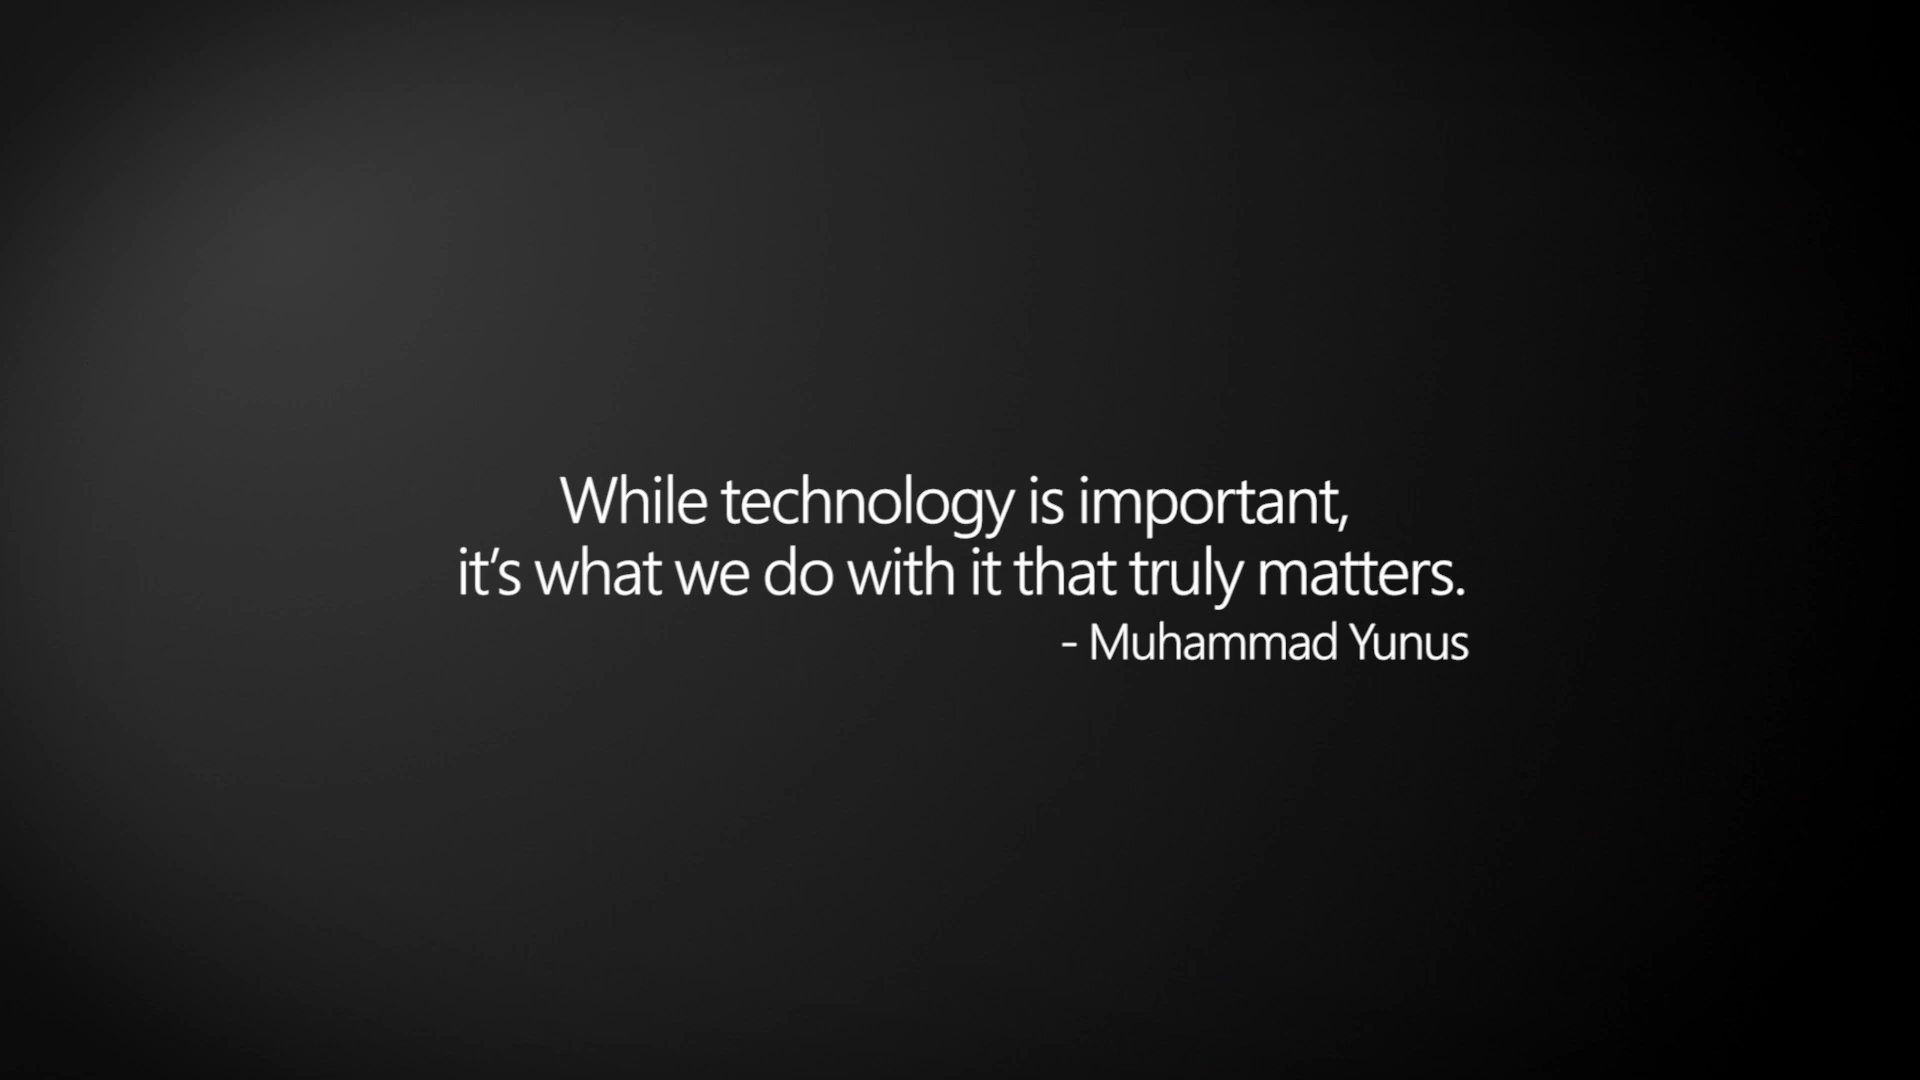 While technology is important,
it's what we do with it that truly matters.
- Muhammad Yunus